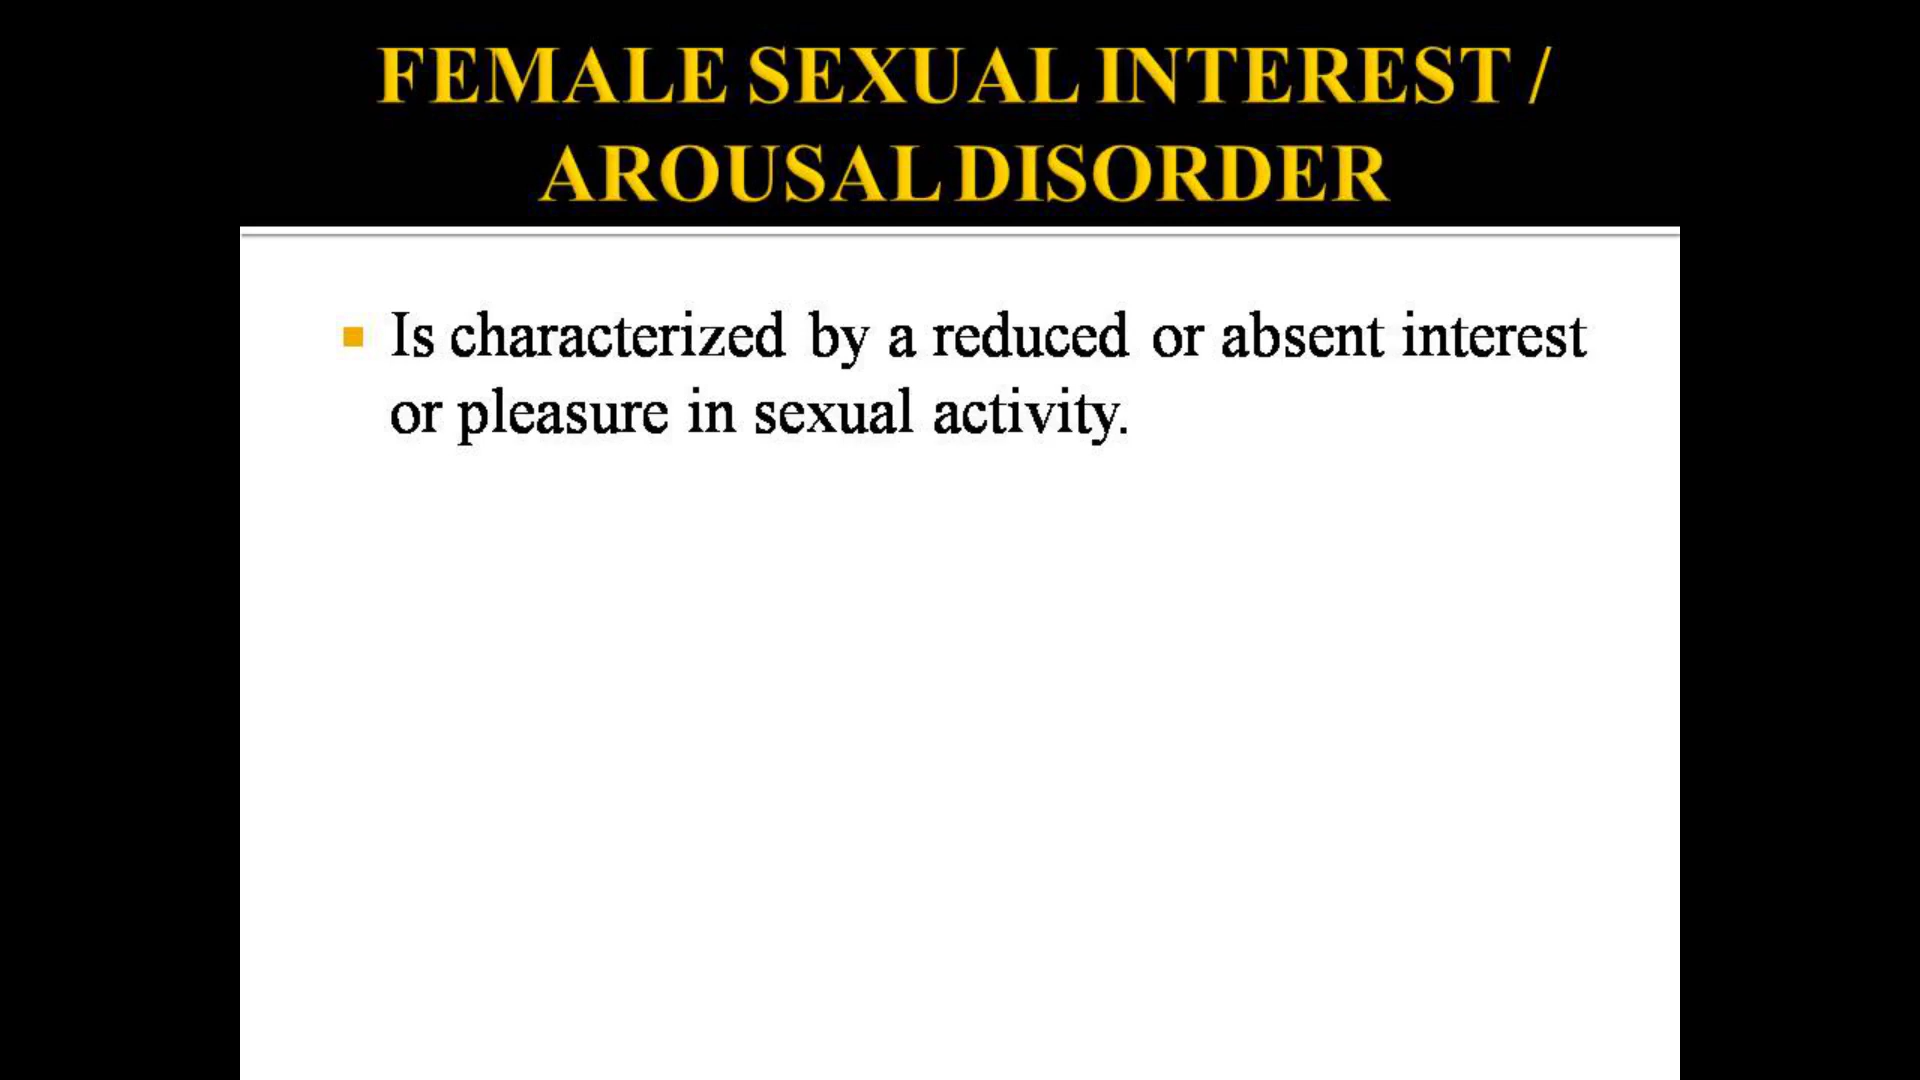 FEMALE SEXUAL INTEREST /
AROUSAL DISORDER
Is characterized by a reduced or absent interest
or pleasure in sexual activity.